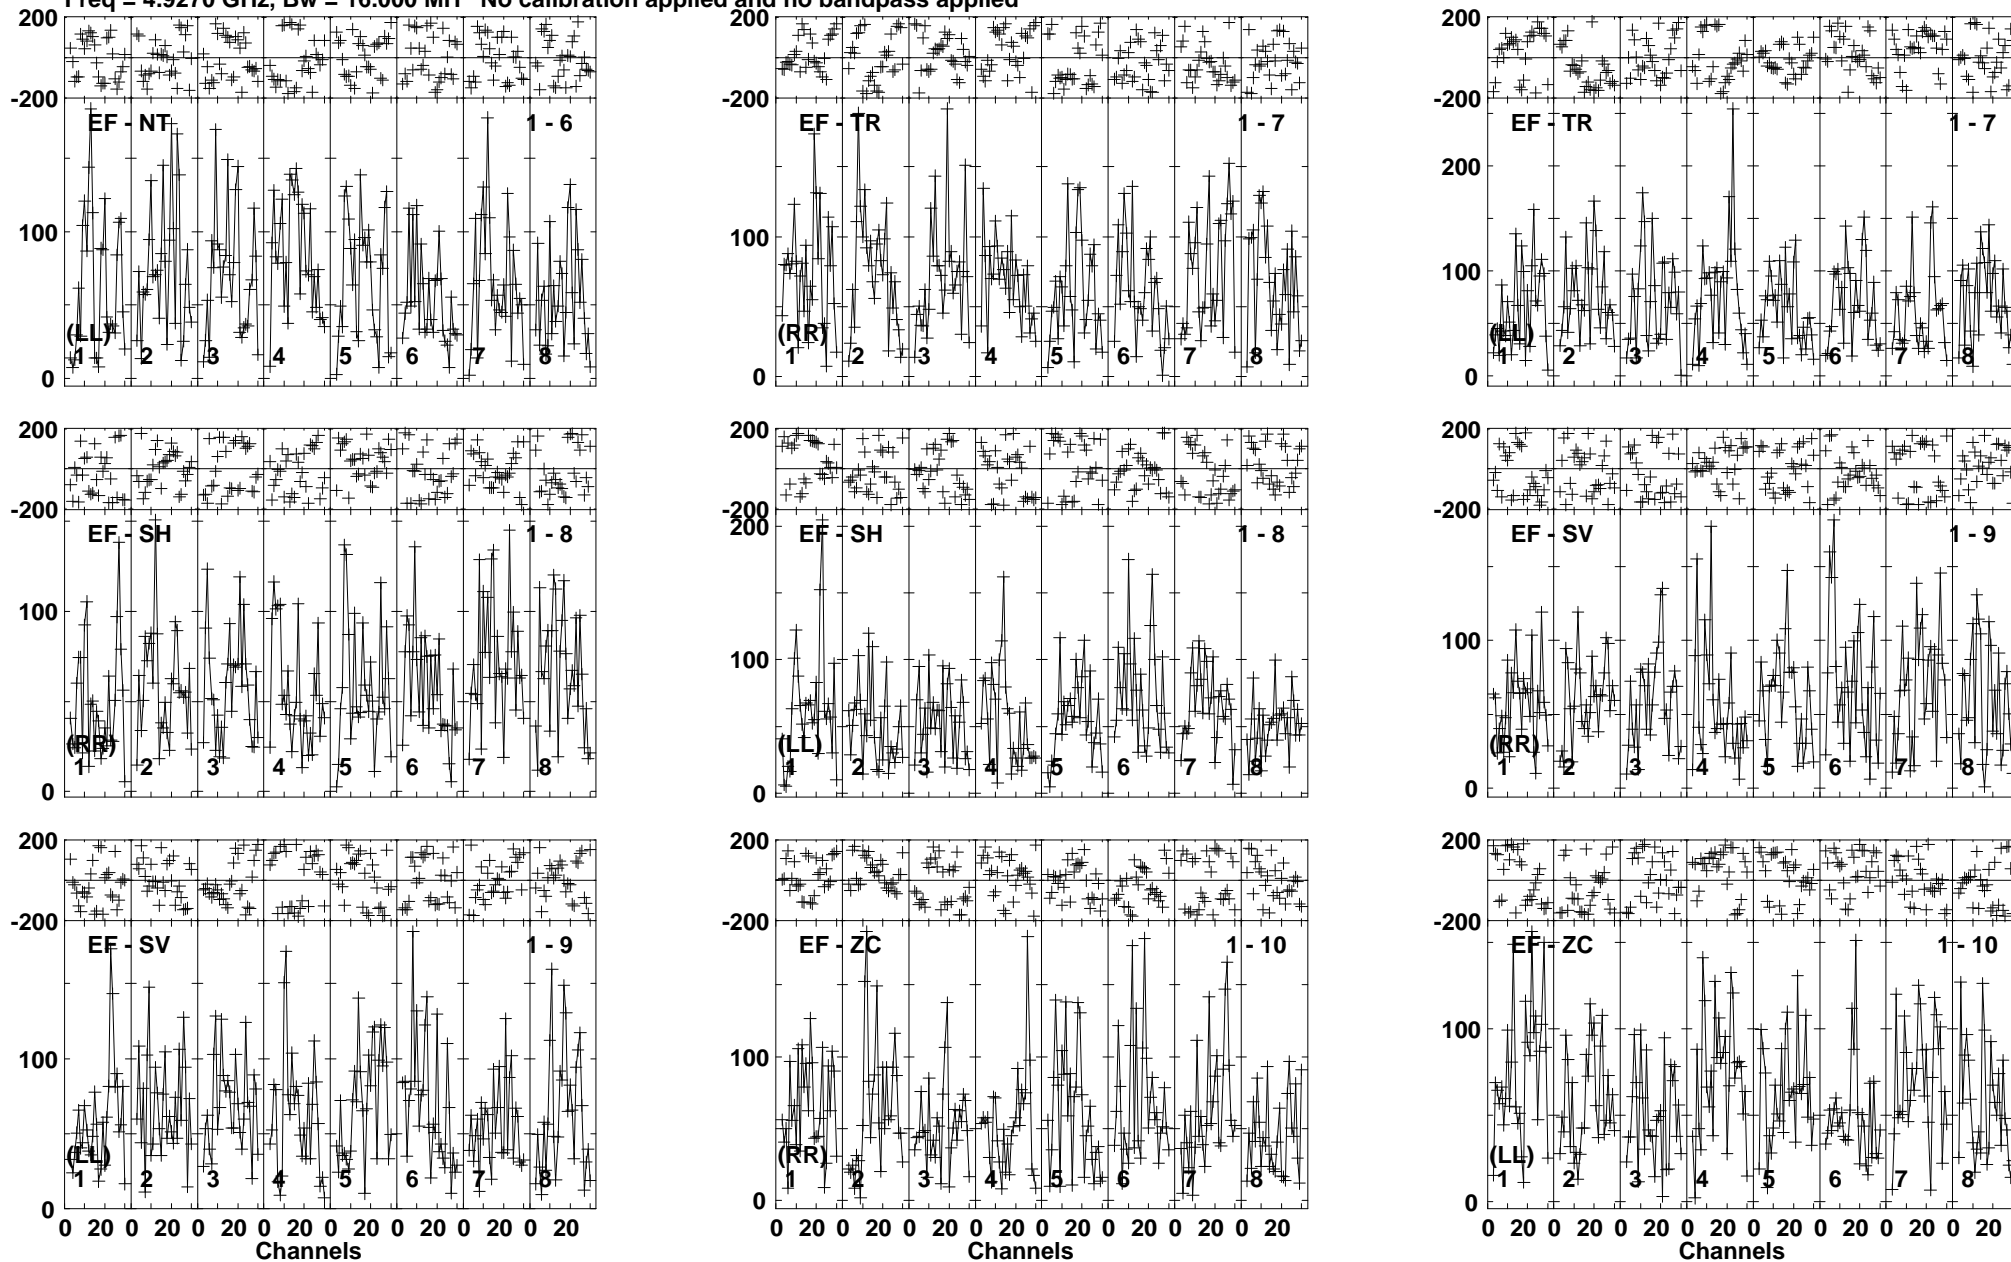 Freq = 4.9270 GHz, Bw = 16.000 MH No calibration applied and no bandpass applied
200 200 200
-200 -200 -200
EF - NT 1 - 6 EF - TR 1 - 7 EF - TR 1 - 7
200
100 100 100
(LL) (RR) (LL)
1 2 3 4 5 6 7 8 1 2 3 4 5 6 7 8 1 2 3 4 5 6 7 8
0 0 0
200 200 200
-200 -200 -200
200
EF - SH 1 - 8 EF - SH 1 - 8 EF - SV 1 - 9
100 100 100
(RR) (LL) (RR)
1 2 3 4 5 6 7 8 1 2 3 4 5 6 7 8 1 2 3 4 5 6 7 8
0 0 0
200 200 200
-200 -200 -200
EF - SV 1 - 9 EF - ZC 1 - 10 EF - ZC 1 - 10
100 100 100
(LL) (RR) (LL)
1 2 3 4 5 6 7 8 1 2 3 4 5 6 7 8 1 2 3 4 5 6 7 8
0 0 0
0 20 0 20 0 20 0 20 0 20 0 20 0 20 0 20 0 20 0 20 0 20 0 20 0 20 0 20 0 20 0 20 0 20 0 20 0 20 0 20 0 20 0 20 0 20 0 20
Channels Channels Channels